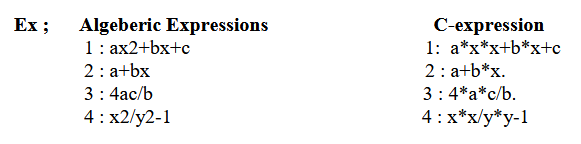 Ex ; Algeberic Expressions C-expression
1 : ax2+bx+c 1: a*x*x+b*x+c
2 : a+bx 2 : a+b*x.
3 : 4ac/b 3 : 4*a*c/b.
4 : x2/y2-1 4 : x*x/y*y-1